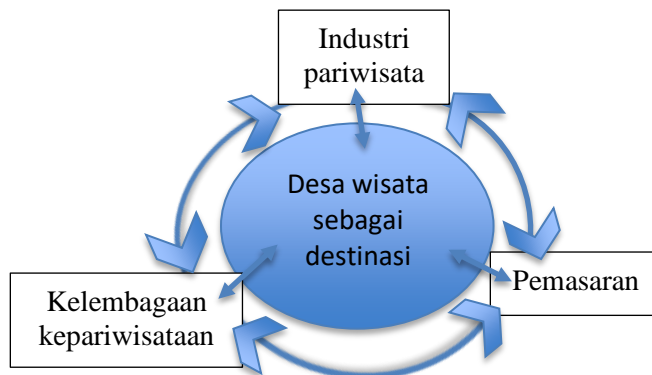 Industri
pariwisata
Desa wisata
sebagai
destinasi
Kelembagaan
kepariwisataan
Pemasaran